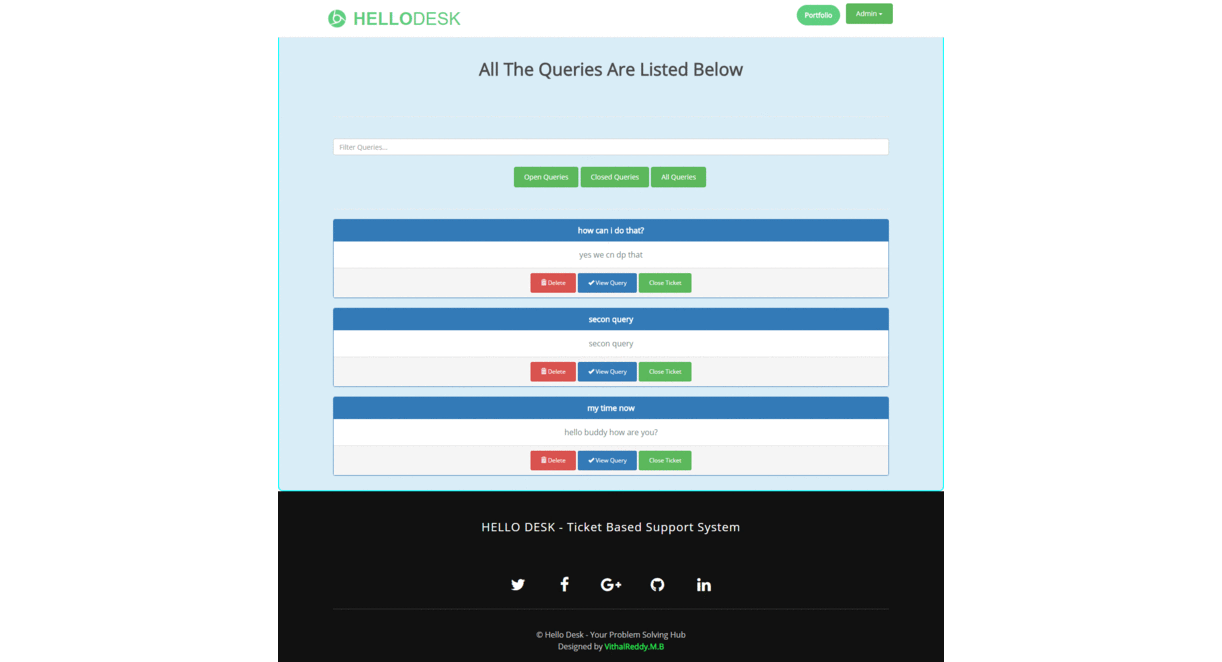 HELLODESK
Portfolio
Admin
All The Queries Are Listed Below
Filter Queries...
Open Queries Closed Queries All Queries
how can i do that?
yes we cn dp that
Delete View Query Close Ticket
secon query
secon query
Delete View Query Close Ticket
my time now
hello buddy how are you?
Delete View Query Close Ticket
HELLO DESK - Ticket Based Support System
© Hello Desk - Your Problem Solving Hub
Designed by VithalReddy.M.B